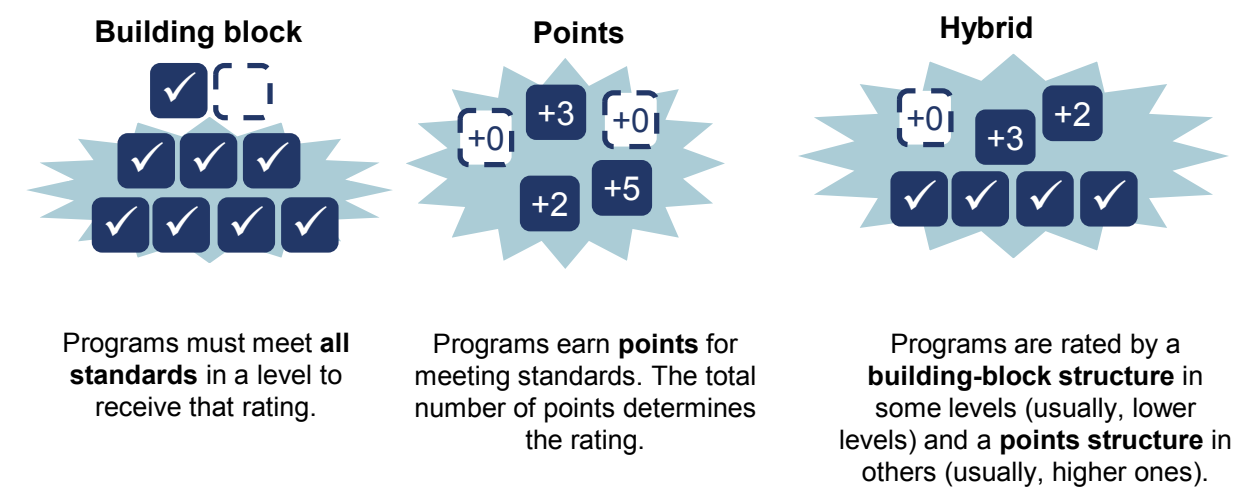 Building block
✓
✓ ✓ ✓
✓ ✓ ✓ ✓
Programs must meet all
standards in a level to
receive that rating.
Points
+0 +3 +0
+2 +5
Programs earn points for
meeting standards. The total
number of points determines
the rating.
Hybrid
+0 +3 +2
✓ ✓ ✓ ✓
Programs are rated by a
building-block structure in
some levels (usually, lower
levels) and a points structure in
others (usually, higher ones).